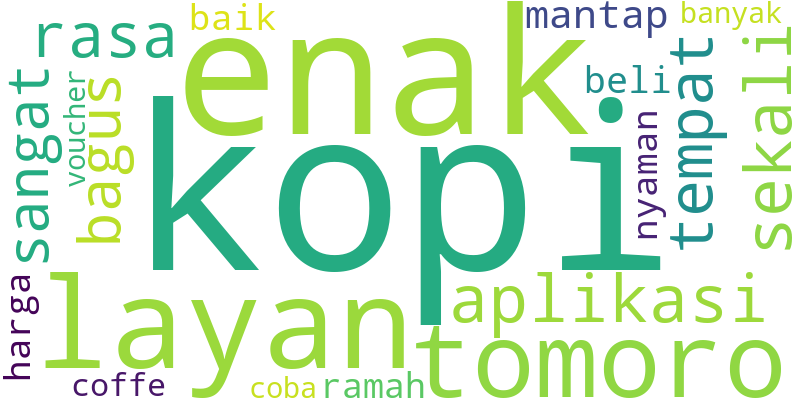 baik
mantap
banyak
rasa
enak
beli
sekali
sangat
voucher
bagus
kopi
nyaman
tempat
harga
layan
aplikasi
tomoro
coffe
coba
ramah